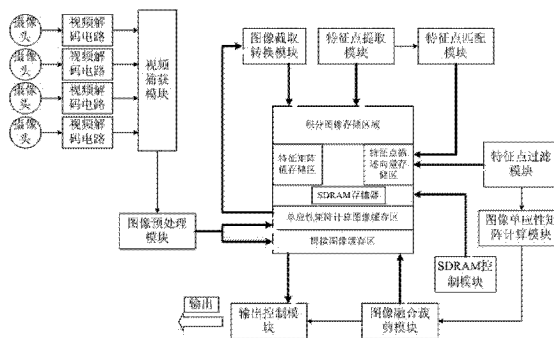 摄像头
视频解码电路
摄像头
视频解码电路
摄像头
视频解码电路
摄像头
视频解码电路
视频捕获模块
图像预处理模块
图像截取转换模块
特征点提取模块
特征点匹配模块
积分图像存储区域
特征矩阵值存储区
特征点描述向量存储区
SDRAM存储器
单应性矩阵计算图像缓存区
拼接图像缓存区
特征点过滤模块
图像单应性矩阵计算模块
SDRAM控制模块
图像融合裁剪模块
输出控制模块
输出